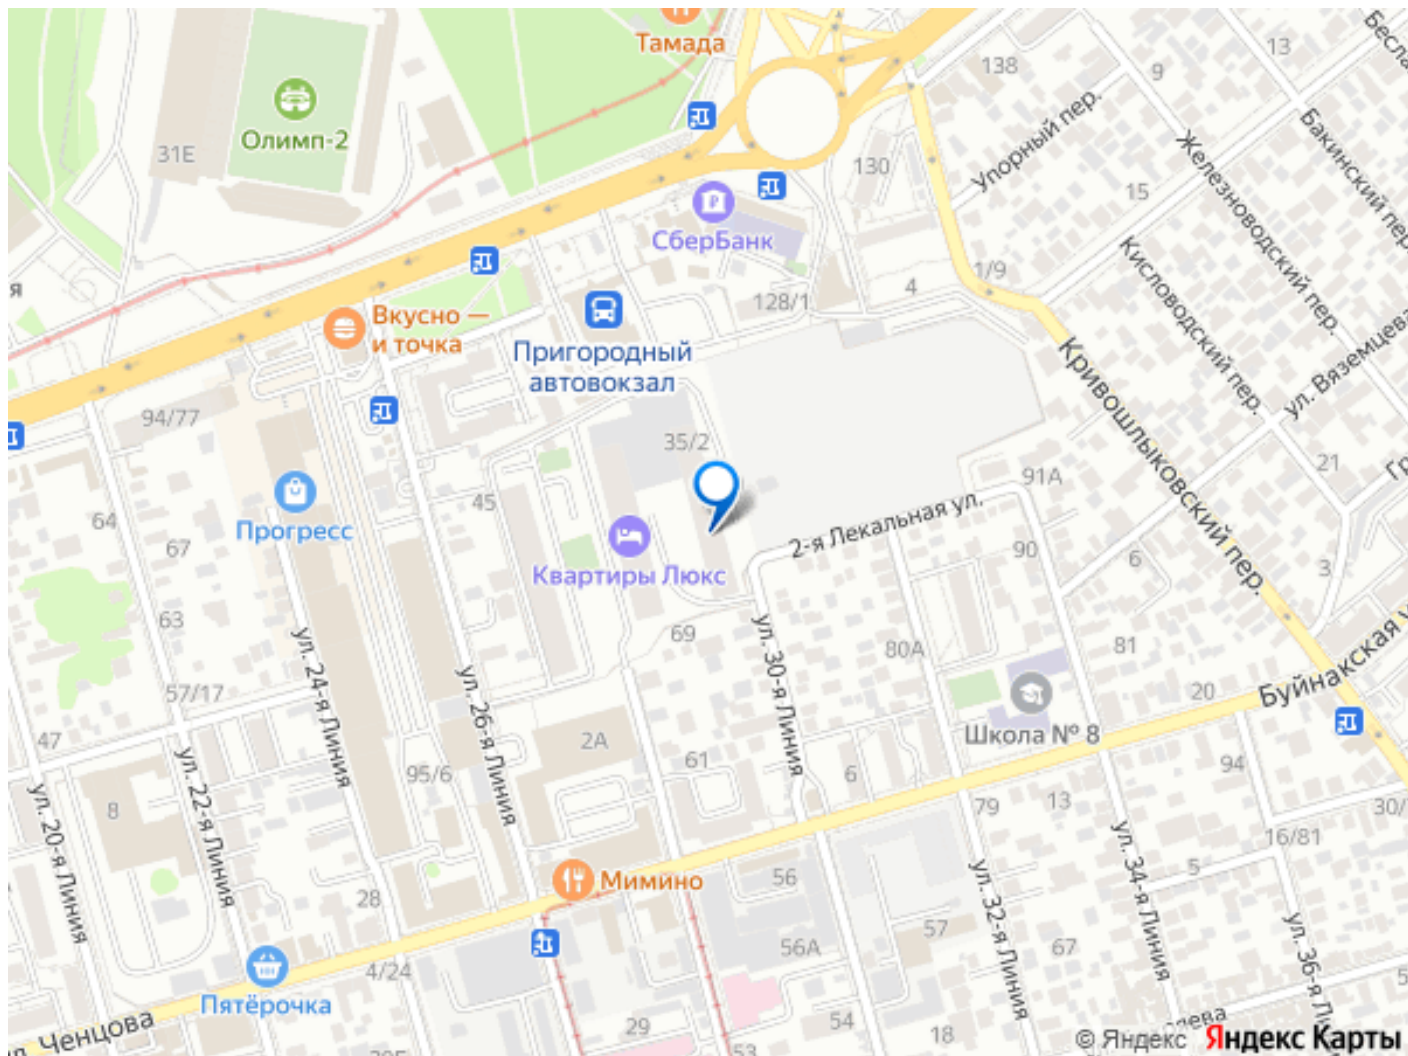 Тамада
138
13
9
Упорный пер.
Бакинский пер.
Железноводский пер.
31Е
Олимп-2
130
15
СберБанк
Кисловодский пер.
1/9
4
128/1
Вкусно —
и точка
Пригородный
автовокзал
ул. Вяземцева
Кривошлыковский пер.
94/77
35/2
21
91А
45
64
67
Прогресс
2-я Лекальная ул.
90
6
3
Квартиры Люкс
63
69
80А
81
Буйнакская
57/17
ул. 24-я Линия
ул. 26-я Линия
ул. 30-я Линия
20
47
2А
Школа № 8
61
94
95/6
6
8
ул. 22-я Линия
ул. 20-я Линия
79
13
30/
16/81
5
Мимино
56
28
ул. 32-я Линия
ул. 34-я Линия
ул. 36-я Ли
57
56А
67
4/24
Пятёрочка
Ченцова
29
54
18
53
© Яндекс Яндекс Карты